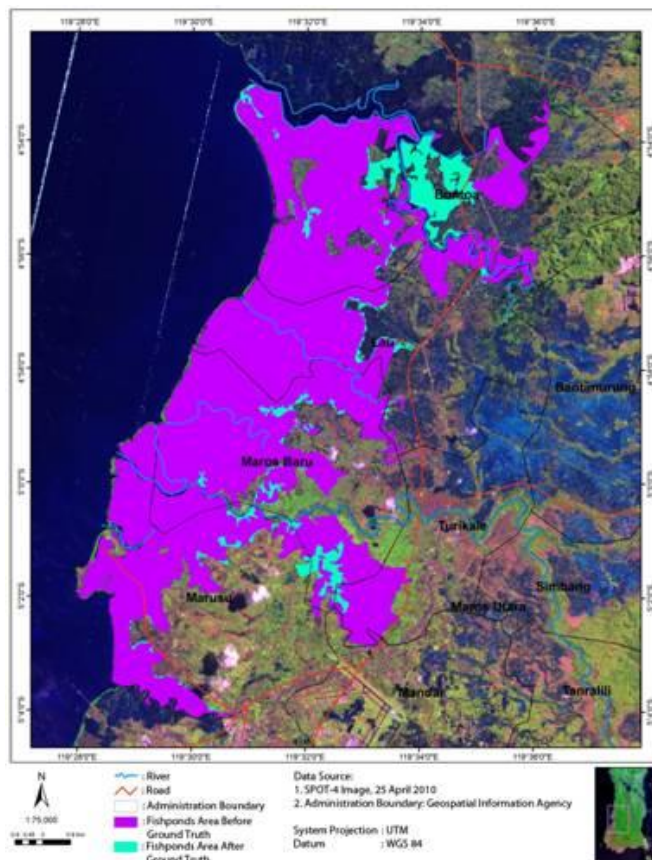 119°28'0"E 119°30'0"E 119°32'0"E 119°34'0"E 119°36'0"E
Bontoa
Lau
Bantimurung
Maros Baru
Turikale
Simbang
Marusu
Maros Utara
Mandai
Tanralili
119°28'0"E 119°30'0"E 119°32'0"E 119°34'0"E 119°36'0"E
N
1:75,000
: River
: Road
: Administration Boundary
: Fishponds Area Before
Ground Truth
: Fishponds Area After
Ground Truth
Data Source:
1. SPOT-4 Image, 25 April 2010
2. Administration Boundary: Geospatial Information Agency
System Projection : UTM
Datum : WGS 84